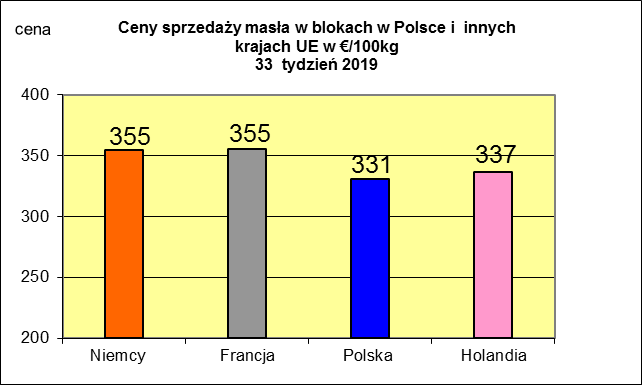 cena
Ceny sprzedaży masła w blokach w Polsce i innych
krajach UE w €/100kg
33 tydzień 2019
400
350
300
250
200
355
355
331
337
Niemcy
Francja
Polska
Holandia